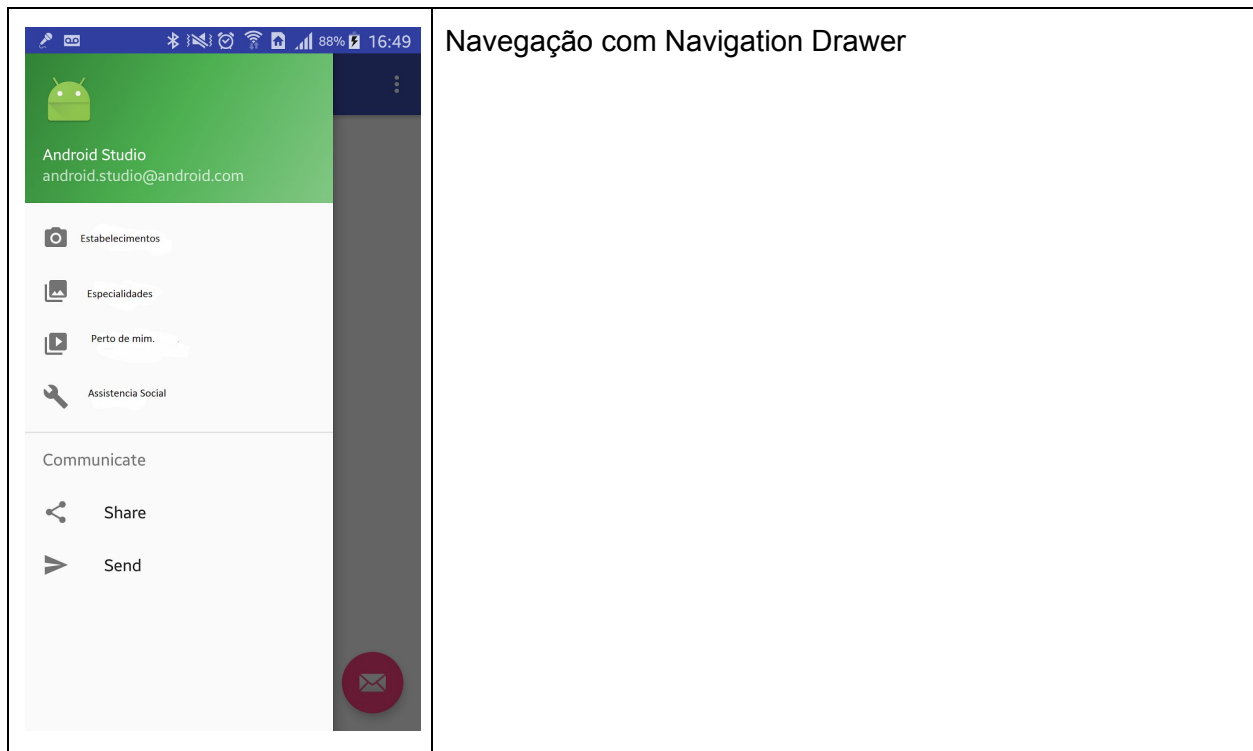 88% 16:49
Navegação com Navigation Drawer
Android Studio
android.studio@android.com
Estabelecimentos
Especialidades
Perto de mim.
Assistencia Social
Communicate
Share
Send